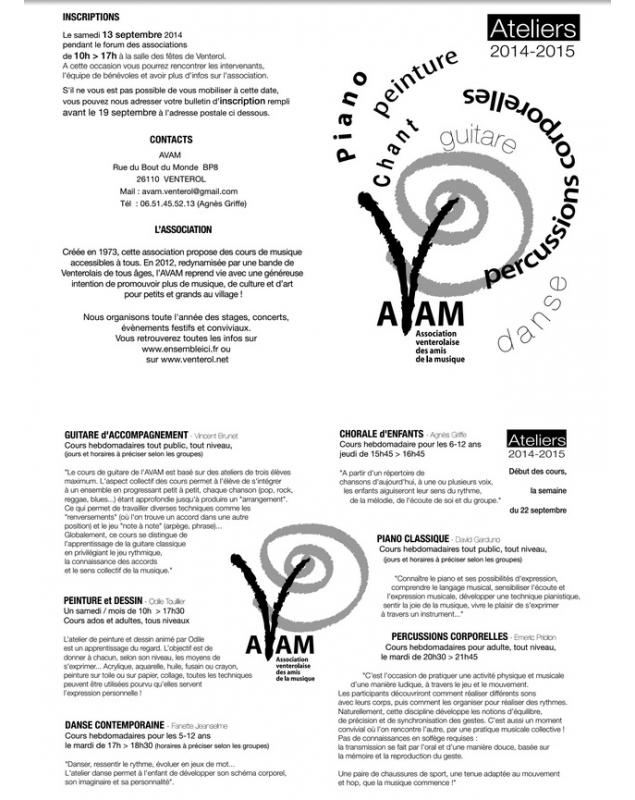 INSCRIPTIONS
Le samedi 13 septembre 2014
pendant le forum des associations
de 10h > 17h à la salle des fêtes de Venterol.
A cette occasion vous pourrez rencontrer les intervenants,
l'équipe de bénévoles et avoir plus d'infos sur l'association.
S'il ne vous est pas possible de vous mobiliser à cette date,
vous pouvez nous adresser votre bulletin d'inscription rempli
avant le 19 septembre à l'adresse postale ci dessous.
CONTACTS
AVAM
Rue du Bout du Monde BP8
26110 VENTEROL
Mail : avam.venterol@gmail.com
Tél : 06.51.45.52.13 (Agnès Griffe)
L'ASSOCIATION
Créée en 1973, cette association propose des cours de musique
accessibles à tous. En 2012, redynamisée par une bande de
Venterolais de tous âges, l'AVAM reprend vie avec une généreuse
intention de promouvoir plus de musique, de culture et d'art
pour petits et grands au village !
Nous organisons toute l'année des stages, concerts,
évènements festifs et conviviaux.
Vous retrouverez toutes les infos sur
www.ensembleici.fr ou
sur www.venterol.net
Ateliers
2014-2015
Piano
peinture
Chant
guitare
percussions corporelles
danse
AVAM
Association
venterolaise
des amis
de la musique
GUITARE d'ACCOMPAGNEMENT - Vincent Brunet
Cours hebdomadaires tout public, tout niveau,
(jours et horaires à préciser selon les groupes)
"Le cours de guitare de l'AVAM est basé sur des ateliers de trois élèves
maximum. L'aspect collectif des cours permet à l'élève de s'intégrer
à un ensemble en progressant petit à petit, chaque chanson (pop, rock,
reggae, blues...) étant approfondie jusqu'à produire un "arrangement".
Ce qui permet de travailler diverses techniques comme les
"renversements" (où l'on trouve un accord dans une autre
position) et le jeu "note à note" (arpège, phrase)...
Globalement, ce cours se distingue de
l'apprentissage de la guitare classique
en privilégiant le jeu rythmique,
la connaissance des accords
et le sens collectif de la musique."
PEINTURE et DESSIN - Odile Toullier
Un samedi / mois de 10h > 17h30
Cours ados et adultes, tous niveaux
L'atelier de peinture et dessin animé par Odile
est un apprentissage du regard. L'objectif est de
donner à chacun, selon son niveau, les moyens de
s'exprimer... Acrylique, aquarelle, huile, fusain ou crayon,
peinture sur toile ou sur papier, collage, toutes les techniques
peuvent être utilisées pourvu qu'elles servent
l'expression personnelle !
DANSE CONTEMPORAINE - Fanette Jeanselme
Cours hebdomadaires pour les 5-12 ans
le mardi de 17h > 18h30 (horaires à préciser selon les groupes)
"Danser, ressentir le rythme, évoluer en jeux de mot...
L'atelier danse permet à l'enfant de développer son schéma corporel,
son imaginaire et sa personnalité".
AVAM
Association
venterolaise
des amis
de la musique
CHORALE d'ENFANTS - Agnès Griffe
Cours hebdomadaire pour les 6-12 ans
jeudi de 15h45 > 16h45
"A partir d'un répertoire de
chansons d'aujourd'hui, à une ou plusieurs voix,
les enfants aiguiseront leur sens du rythme,
de la mélodie, de l'écoute de soi et du groupe."
Ateliers
2014-2015
Début des cours,
la semaine
du 22 septembre
PIANO CLASSIQUE - David Garduno
Cours hebdomadaires tout public, tout niveau,
(jours et horaires à préciser selon les groupes)
"Connaître le piano et ses possibilités d'expression,
comprendre le langage musical, sensibiliser l'écoute et
l'expression musicale, développer une technique pianistique,
sentir la joie de la musique, vivre le plaisir de s'exprimer
à travers un instrument..."
PERCUSSIONS CORPORELLES - Emeric Priolon
Cours hebdomadaires pour adulte, tout niveau,
le mardi de 20h30 > 21h45
"C'est l'occasion de pratiquer une activité physique et musicale
d'une manière ludique, à travers le jeu et le mouvement.
Les participants découvriront comment réaliser différents sons
avec leurs corps, puis comment les organiser pour réaliser des rythmes.
Naturellement, cette discipline développe les notions d'équilibre,
de précision et de synchronisation des gestes. C'est aussi un moment
convivial où l'on rencontre l'autre, par une pratique musicale collective !
Pas de connaissances en solfège requises :
la transmission se fait par l'oral et d'une manière douce, basée sur
la mémoire et la reproduction du geste.
Une paire de chaussures de sport, une tenue adaptée au mouvement
et hop, que la musique commence !"